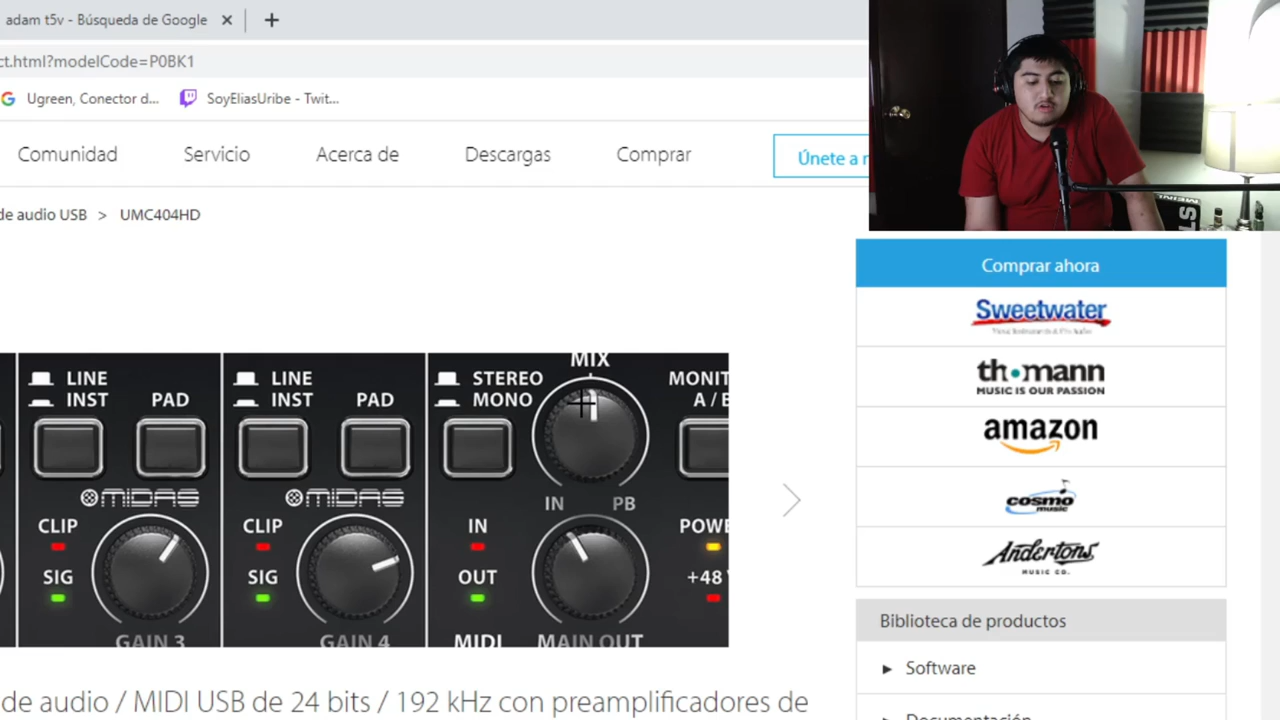 adam t5v - Búsqueda de Google
ct.html?modelCode=P0BK1
Ugreen, Conector d...
SoyEliasUribe - Twit...
Comunidad
Servicio
Acerca de
Descargas
Comprar
Únete a
de audio USB > UMC404HD
Comprar ahora
Sweetwater
thomann
MUSIC IS OUR PASSION
amazon
cosmo
music
Andertons
MUSIC CO.
Biblioteca de productos
Software
Documentación
LINE
INST
PAD
LINE
INST
PAD
STEREO
MONO
MIX
MONIT
A / B
MIDAS
MIDAS
IN
PB
CLIP
SIG
CLIP
SIG
IN
OUT
POWE
+48 V
GAIN 3
GAIN 4
MIDI
MAIN OUT
de audio / MIDI USB de 24 bits / 192 kHz con preamplificadores de